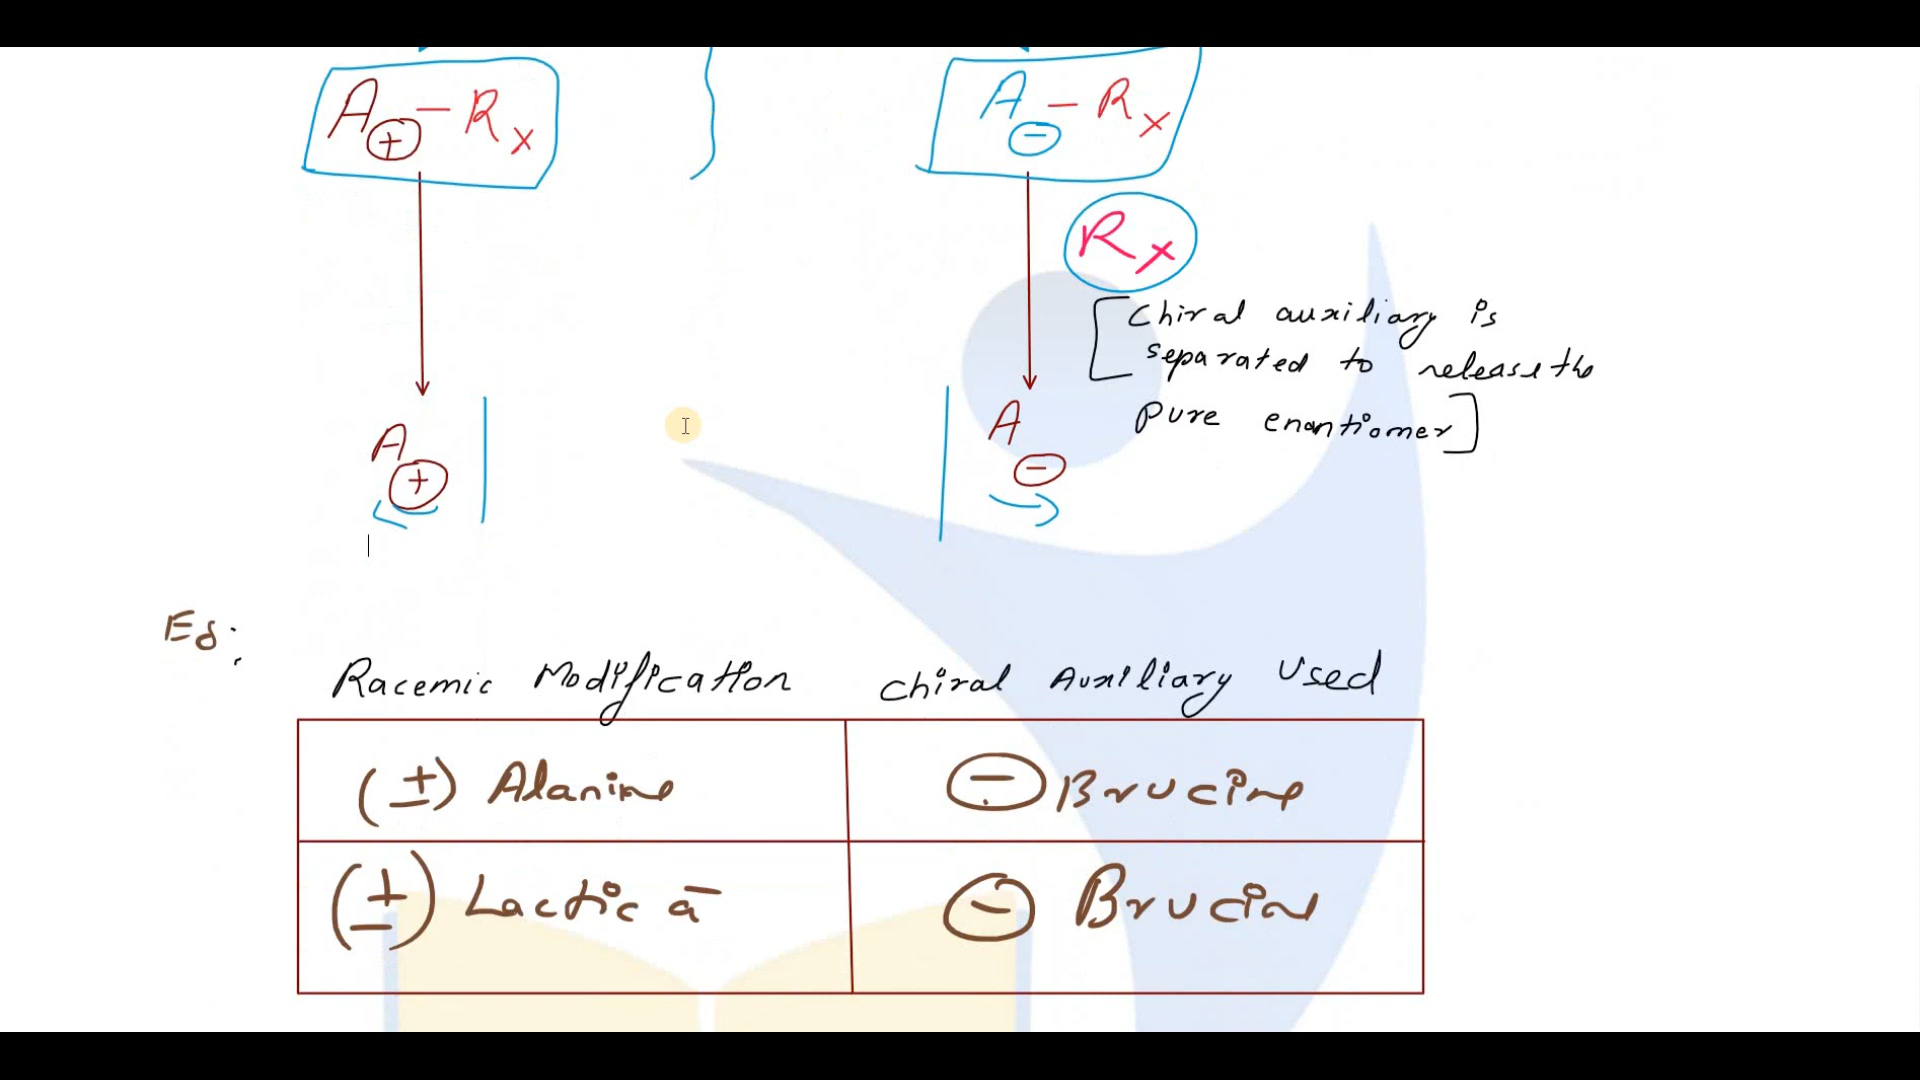 A⊕ - Rx
A⊖ - Rx
Rx
[Chiral auxiliary is
separated to release the
pure enantiomer]
A⊕
A⊖
Eg:
Racemic Modification
Chiral Auxiliary Used
(±) Alanine
⊖ Brucine
(±) Lactic a̅
⊖ Brucin